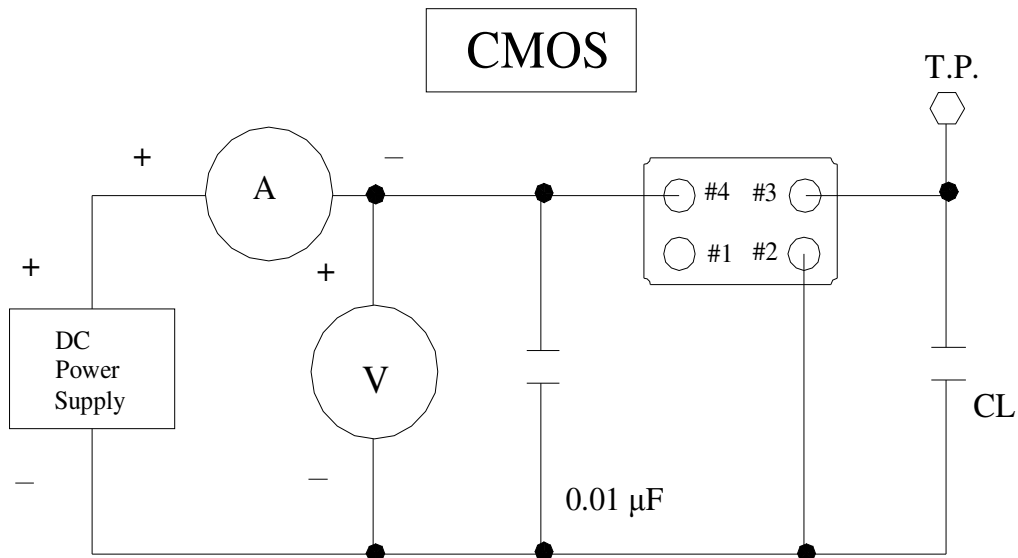 CMOS
T.P.
+
A
_
#4 #3
#1 #2
+
+
DC
Power
Supply
V
CL
_
_
0.01 μF